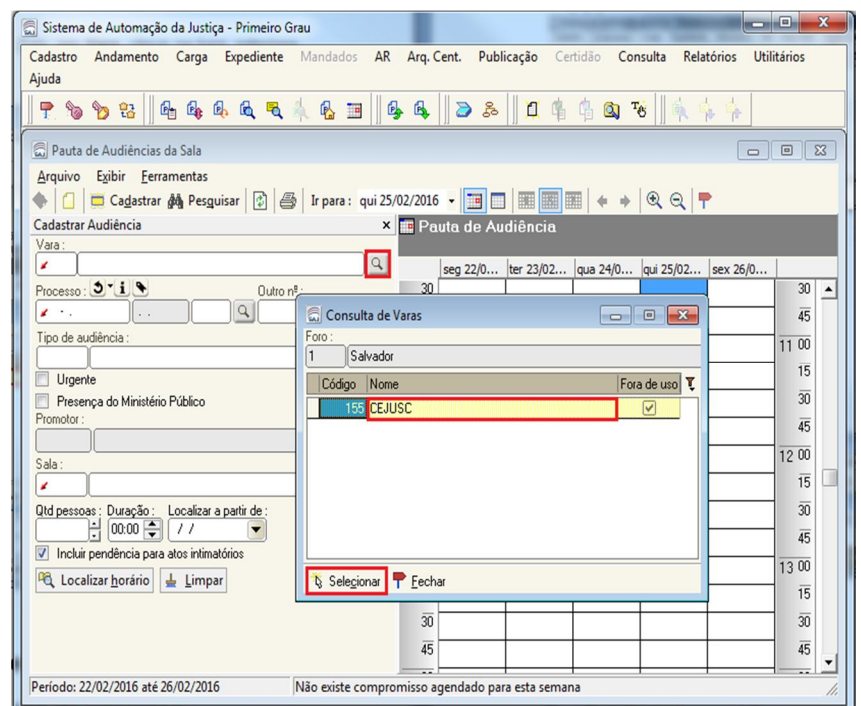 Sistema de Automação da Justiça - Primeiro Grau
Cadastro Andamento Carga Expediente Mandados AR Arq. Cent. Publicação Certidão Consulta Relatórios Utilitários
Ajuda
Pauta de Audiências da Sala
Arquivo Exibir Ferramentas
Cadastrar Pesquisar Ir para : qui 25/02/2016
Cadastrar Audiência
Pauta de Audiência
Vara :
seg 22/0... ter 23/02... qua 24/0... qui 25/02... sex 26/0...
Processo : Outro nº :
30 30
45
11 00
15
30
45
12 00
15
30
45
13 00
15
30 30
45 45
Tipo de audiência :
Urgente
Presença do Ministério Público
Promotor :
Sala :
Qtd pessoas : Duração : Localizar a partir de :
00:00 / /
Incluir pendência para atos intimatórios
Localizar horário Limpar
Consulta de Varas
Foro :
1 Salvador
Código Nome Fora de uso
155 CEJUSC
Selecionar Fechar
Período: 22/02/2016 até 26/02/2016 Não existe compromisso agendado para esta semana